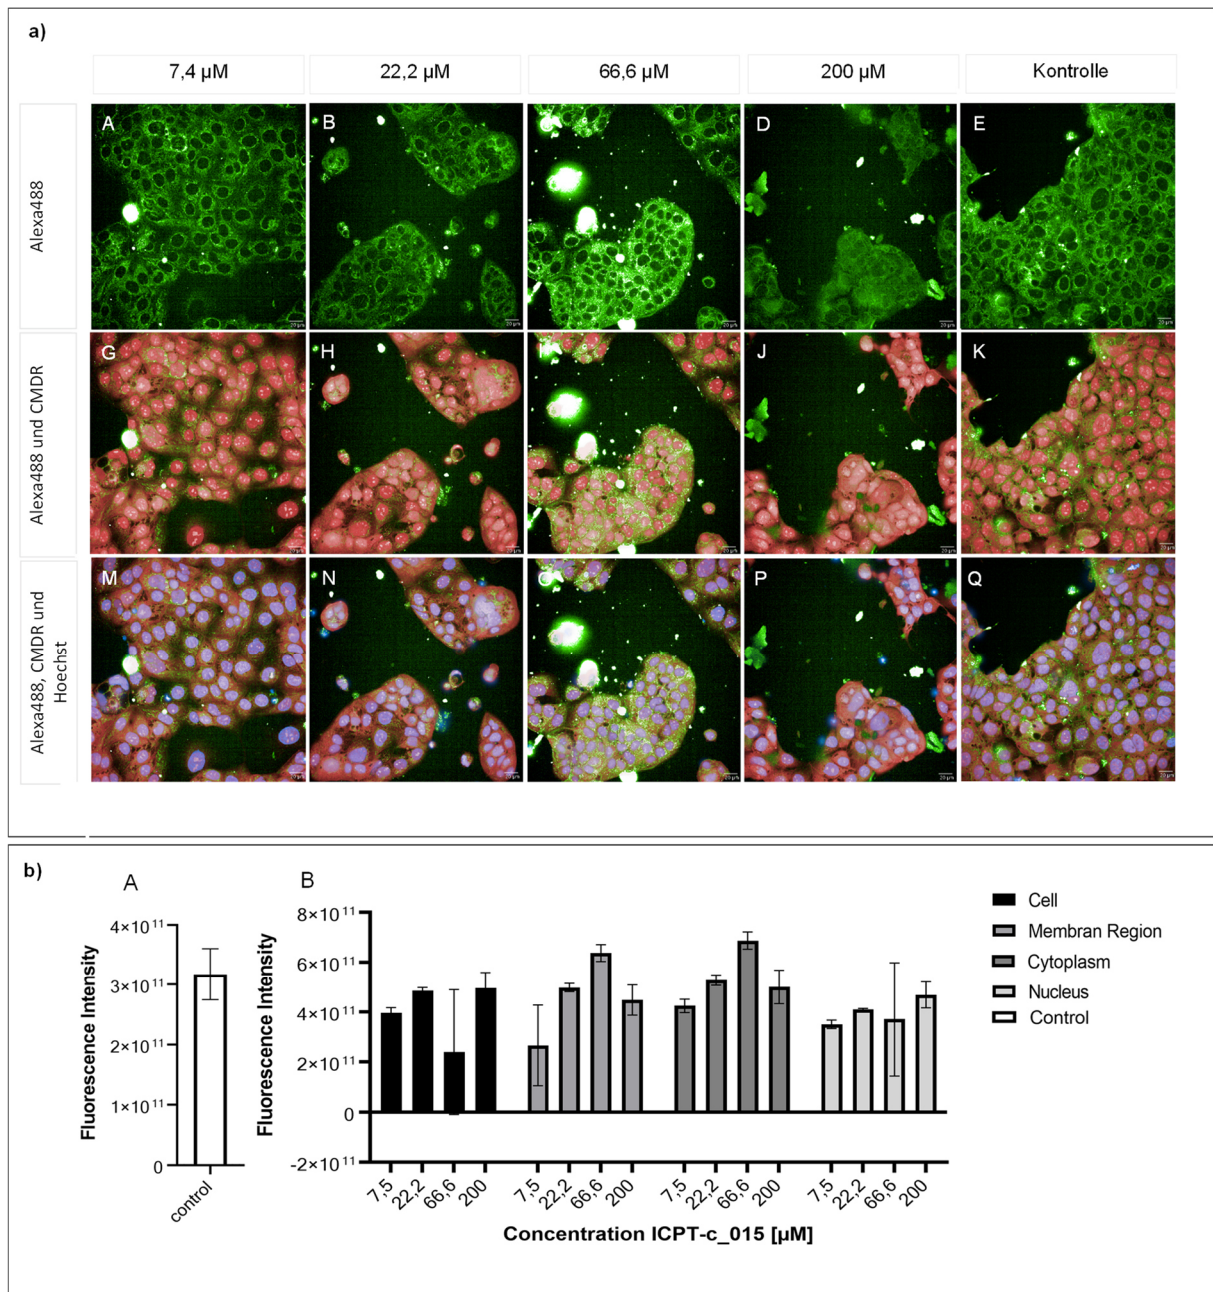 a)
7,4 µM
22,2 µM
66,6 µM
200 µM
Kontrolle
Alexa488
A
B
D
E
Alexa488 und CMDR
G
H
J
K
Alexa488, CMDR und
Hoechst
M
N
O
P
Q
20 µm
b)
A
Fluorescence Intensity
4×10¹¹
3×10¹¹
2×10¹¹
1×10¹¹
0
control
B
Fluorescence Intensity
8×10¹¹
6×10¹¹
4×10¹¹
2×10¹¹
0
-2×10¹¹
7,5
22,2
66,6
200
7,5
22,2
66,6
200
7,5
22,2
66,6
200
7,5
22,2
66,6
200
Concentration ICPT-c_015 [µM]
Cell
Membran Region
Cytoplasm
Nucleus
Control